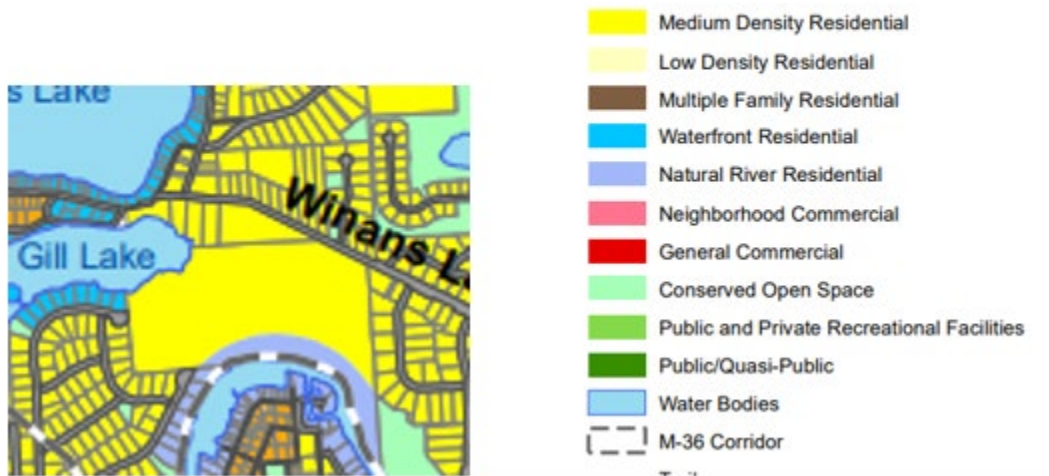 s Lake
Winans L
Gill Lake
Medium Density Residential
Low Density Residential
Multiple Family Residential
Waterfront Residential
Natural River Residential
Neighborhood Commercial
General Commercial
Conserved Open Space
Public and Private Recreational Facilities
Public/Quasi-Public
Water Bodies
M-36 Corridor